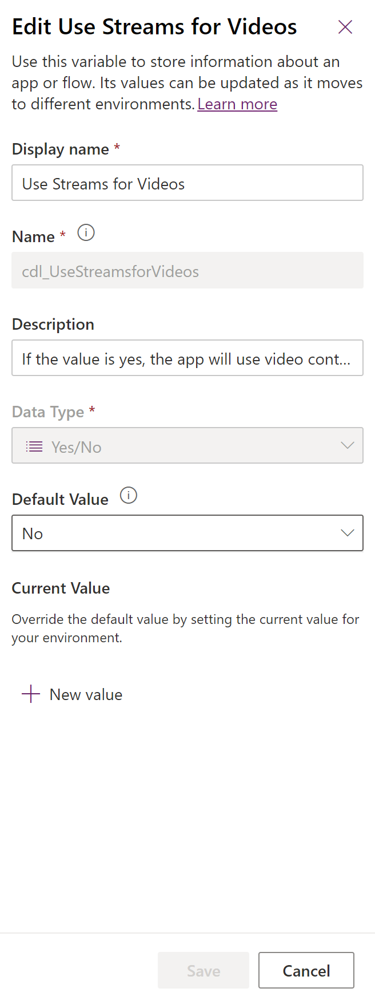 Edit Use Streams for Videos
Use this variable to store information about an
app or flow. Its values can be updated as it moves
to different environments. Learn more
Display name *
Use Streams for Videos
Name *
cdl_UseStreamsforVideos
Description
If the value is yes, the app will use video cont...
Data Type *
Yes/No
Default Value
No
Current Value
Override the default value by setting the current value for
your environment.
New value
Save Cancel